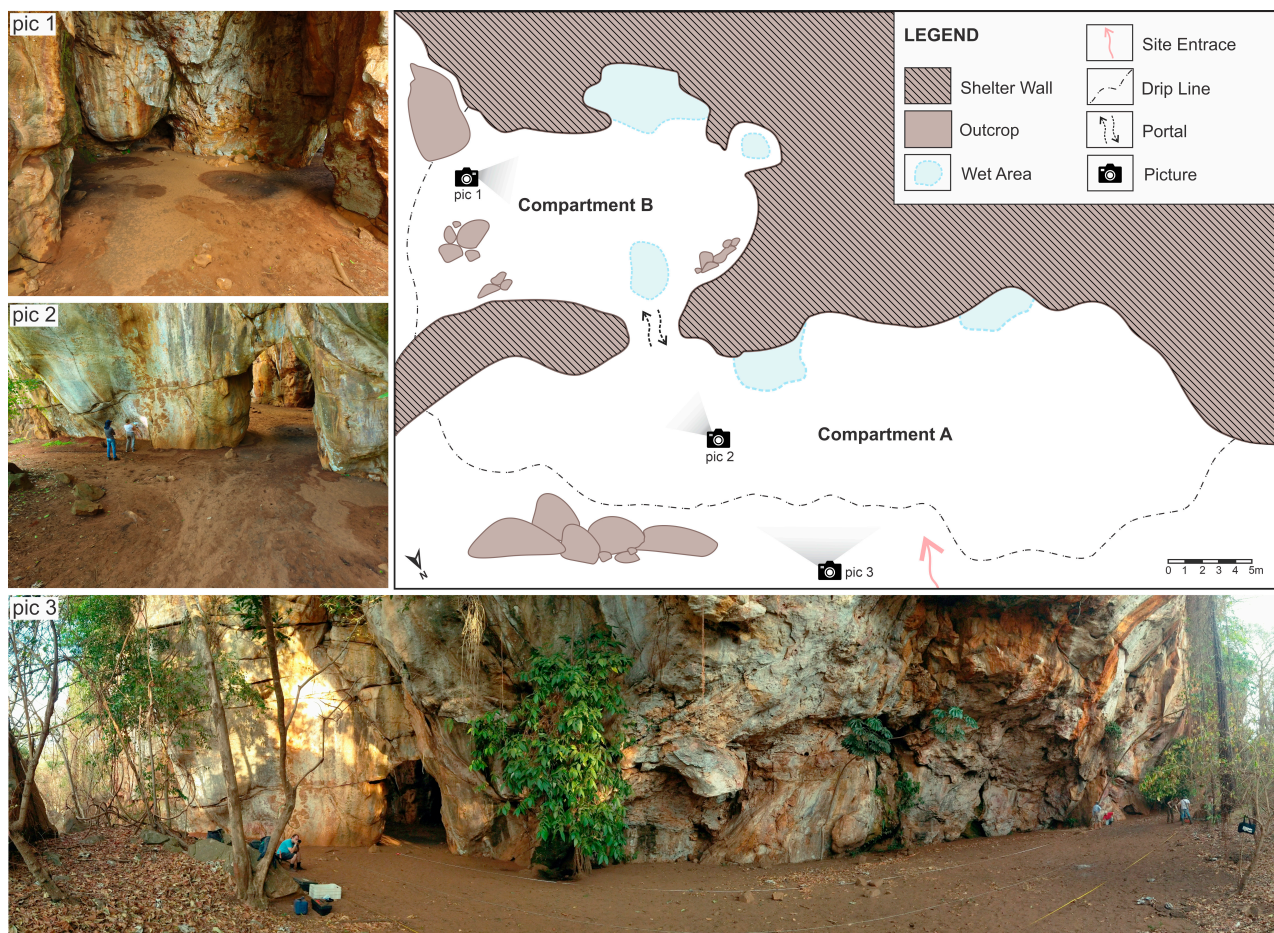 pic 1
pic 2
pic 3
LEGEND
Shelter Wall
Outcrop
Wet Area
Site Entrace
Drip Line
Portal
Picture
pic 1
Compartment B
Compartment A
pic 2
pic 3
N
0 1 2 3 4 5m